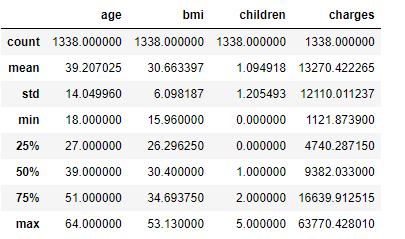 age bmi children charges
count 1338.000000 1338.000000 1338.000000 1338.000000
mean 39.207025 30.663397 1.094918 13270.422265
std 14.049960 6.098187 1.205493 12110.011237
min 18.000000 15.960000 0.000000 1121.873900
25% 27.000000 26.296250 0.000000 4740.287150
50% 39.000000 30.400000 1.000000 9382.033000
75% 51.000000 34.693750 2.000000 16639.912515
max 64.000000 53.130000 5.000000 63770.428010